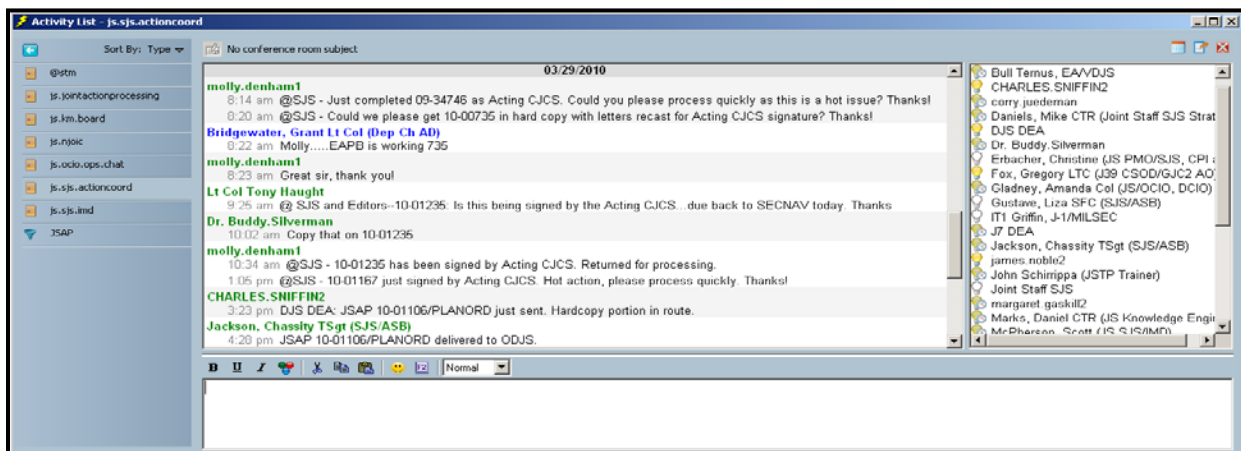 Activity List - js.sjs.actioncoord
Sort By: Type
No conference room subject
@stm
js.jointactionprocessing
js.km.board
js.njoic
js.ocio.ops.chat
js.sjs.actioncoord
js.sjs.imd
JSAP
03/29/2010
molly.denham1
8:14 am @SJS - Just completed 09-34746 as Acting CJCS. Could you please process quickly as this is a hot issue? Thanks!
8:20 am @SJS - Could we please get 10-00735 in hard copy with letters recast for Acting CJCS signature? Thanks!
Bridgewater, Grant Lt Col (Dep Ch AD)
8:22 am Molly.....EAPB is working 735
molly.denham1
8:23 am Great sir, thank you!
Lt Col Tony Haught
9:25 am @ SJS and Editors--10-01235: Is this being signed by the Acting CJCS...due back to SECNAV today. Thanks
Dr. Buddy.Silverman
10:02 am Copy that on 10-01235
molly.denham1
10:34 am @SJS - 10-01235 has been signed by Acting CJCS. Returned for processing.
1:05 pm @SJS - 10-01167 just signed by Acting CJCS. Hot action, please process quickly. Thanks!
CHARLES.SNIFFIN2
3:23 pm DJS DEA: JSAP 10-01106/PLANORD just sent. Hardcopy portion in route.
Jackson, Chassity TSgt (SJS/ASB)
4:28 pm JSAP 10-01106/PLANORD delivered to ODJS.
Bull Ternus, EA/VDJS
CHARLES.SNIFFIN2
corry.juedeman
Daniels, Mike CTR (Joint Staff SJS Strat
DJS DEA
Dr. Buddy.Silverman
Erbacher, Christine (JS PMO/SJS, CPI
Fox, Gregory LTC (J39 CSOD/GJC2 AO)
Gladney, Amanda Col (JS/OCIO, DCIO)
Gustave, Liza SFC (SJS/ASB)
IT1 Griffin, J-1/MILSEC
J7 DEA
Jackson, Chassity TSgt (SJS/ASB)
james.noble2
John Schirripa (JSTP Trainer)
Joint Staff SJS
margaret.gaskill2
Marks, Daniel CTR (JS Knowledge Engi
McPherson, Scott (JS SJS/IMD)
B U I Normal